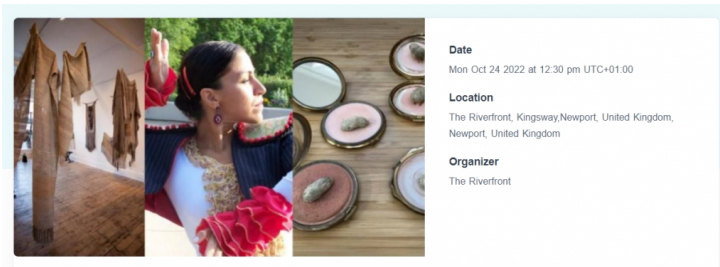 Date
Mon Oct 24 2022 at 12:30 pm UTC+01:00
Location
The Riverfront, Kingsway,Newport, United Kingdom,
Newport, United Kingdom
Organizer
The Riverfront